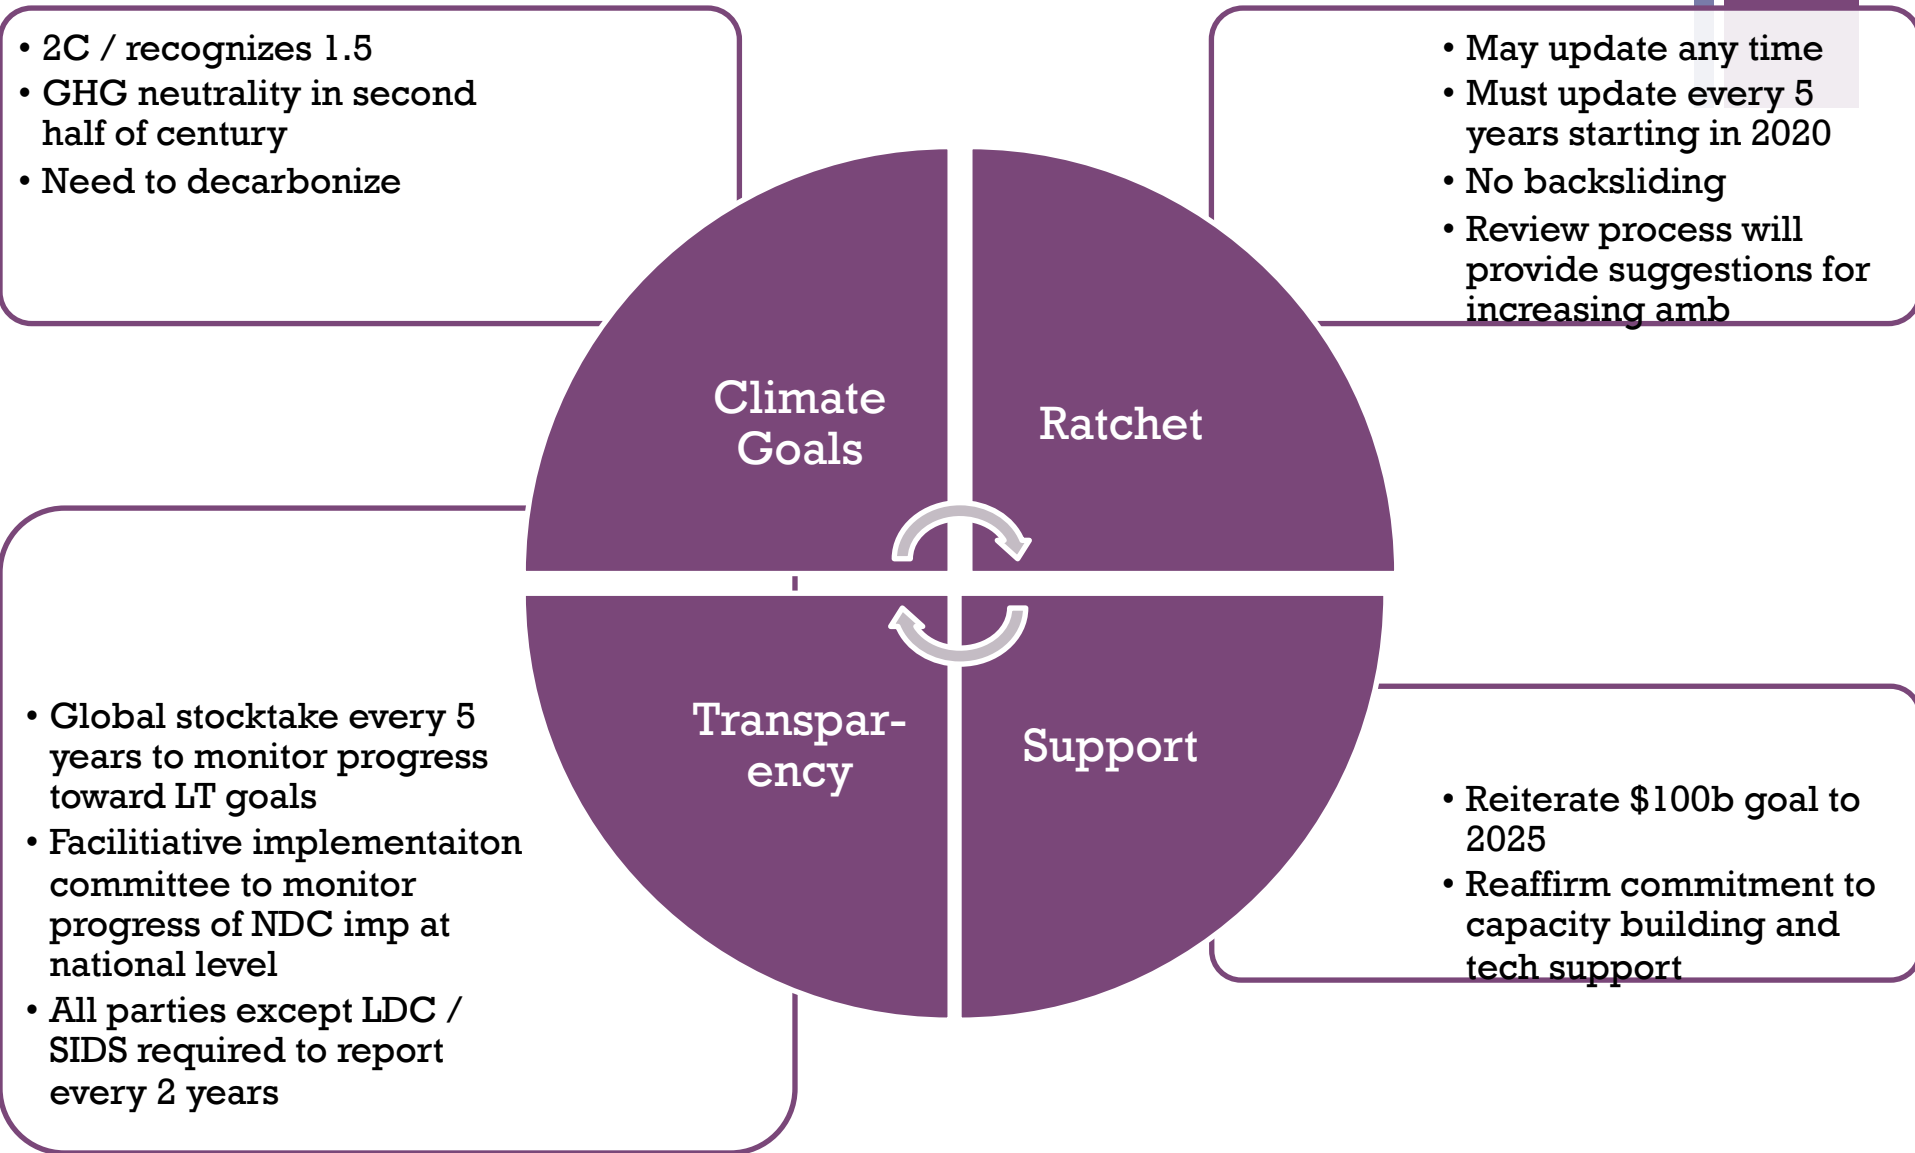 • 2C / recognizes 1.5
• GHG neutrality in second
half of century
• Need to decarbonize
• May update any time
• Must update every 5
years starting in 2020
• No backsliding
• Review process will
provide suggestions for
increasing amb
Climate
Goals
Ratchet
Transpar-
ency
Support
• Global stocktake every 5
years to monitor progress
toward LT goals
• Facilitiative implementaiton
committee to monitor
progress of NDC imp at
national level
• All parties except LDC /
SIDS required to report
every 2 years
• Reiterate $100b goal to
2025
• Reaffirm commitment to
capacity building and
tech support